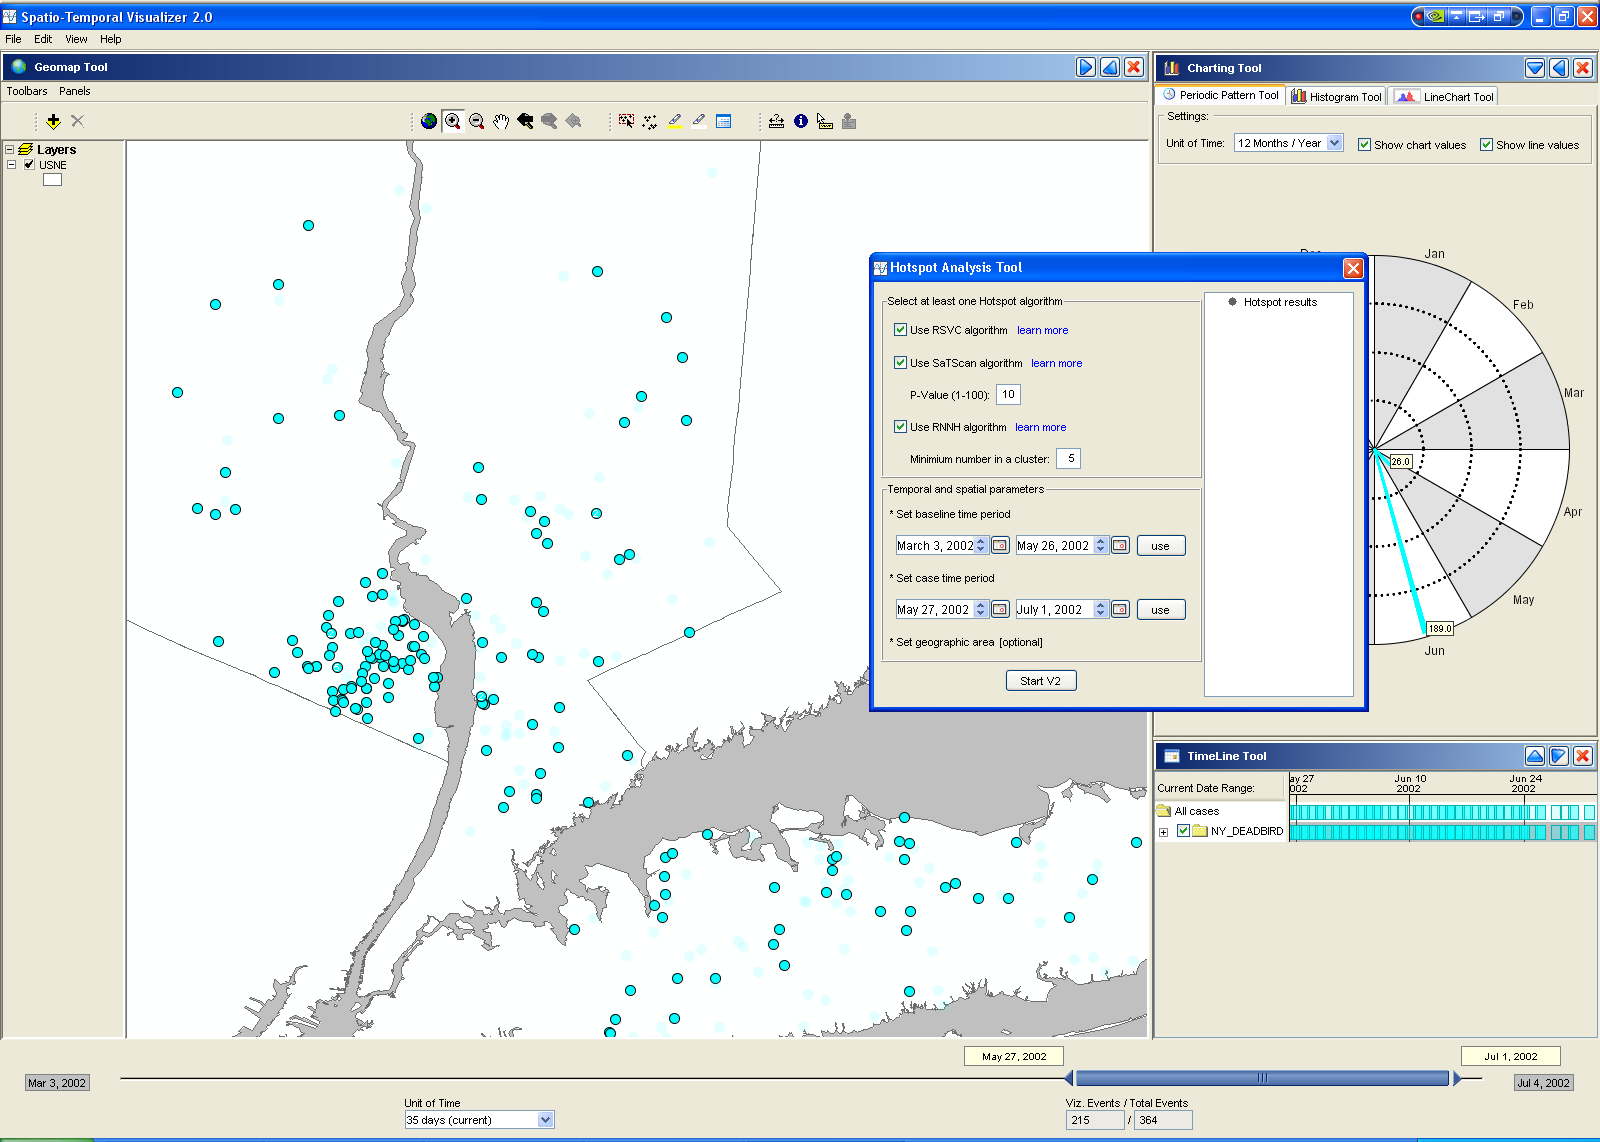 Spatio-Temporal Visualizer 2.0
File Edit View Help
Geomap Tool
Toolbars Panels
Layers
USNE
Charting Tool
Periodic Pattern Tool Histogram Tool LineChart Tool
Settings:
Unit of Time: 12 Months / Year Show chart values Show line values
Jan
Feb
Mar
Apr
May
Jun
26.0
189.0
Hotspot Analysis Tool
Select at least one Hotspot algorithm
Use RSVC algorithm learn more
Use SaTScan algorithm learn more
P-Value (1-100): 10
Use RNNH algorithm learn more
Minimium number in a cluster: 5
Temporal and spatial parameters
* Set baseline time period
March 3, 2002 May 26, 2002 use
* Set case time period
May 27, 2002 July 1, 2002 use
* Set geographic area [optional]
Start V2
Hotspot results
TimeLine Tool
Current Date Range:
ay 27 Jun 10 Jun 24
002 2002 2002
All cases
NY_DEADBIRD
May 27, 2002 Jul 1, 2002
Mar 3, 2002 Jul 4, 2002
Unit of Time
35 days (current)
Viz. Events / Total Events
215 / 364